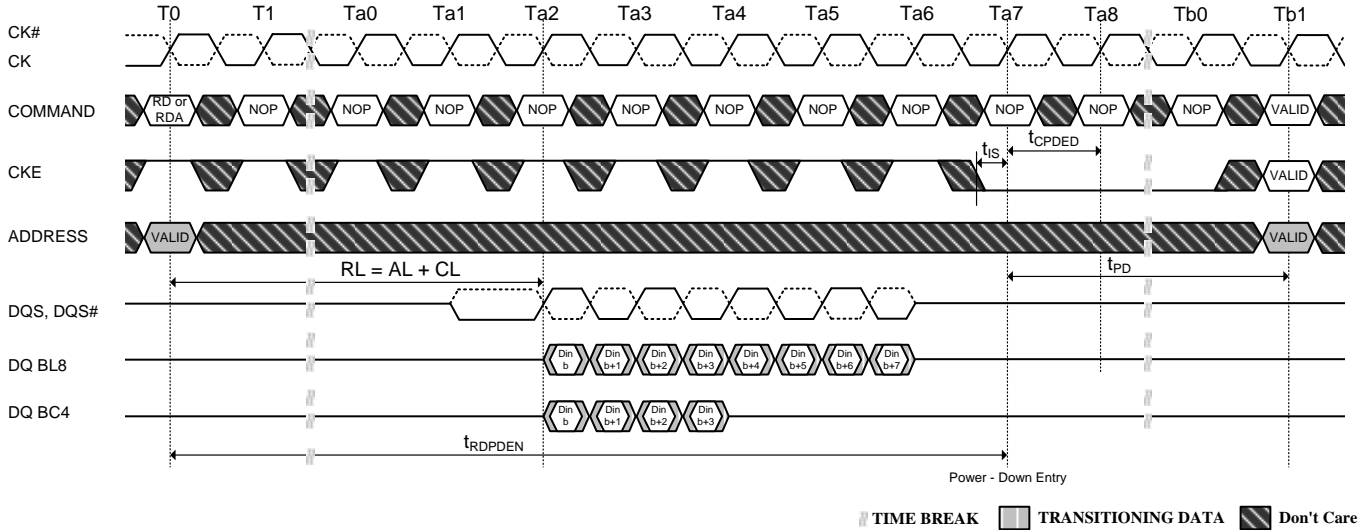 T0 T1 Ta0 Ta1 Ta2 Ta3 Ta4 Ta5 Ta6 Ta7 Ta8 Tb0 Tb1
CK#
CK
COMMAND RD or RDA NOP NOP NOP NOP NOP NOP NOP NOP NOP NOP NOP VALID
tIS tCPDED
CKE VALID
ADDRESS VALID VALID
RL = AL + CL tPD
DQS, DQS#
DQ BL8 Din b Din b+1 Din b+2 Din b+3 Din b+4 Din b+5 Din b+6 Din b+7
DQ BC4 Din b Din b+1 Din b+2 Din b+3
tRDPDEN
Power - Down Entry
TIME BREAK TRANSITIONING DATA Don't Care